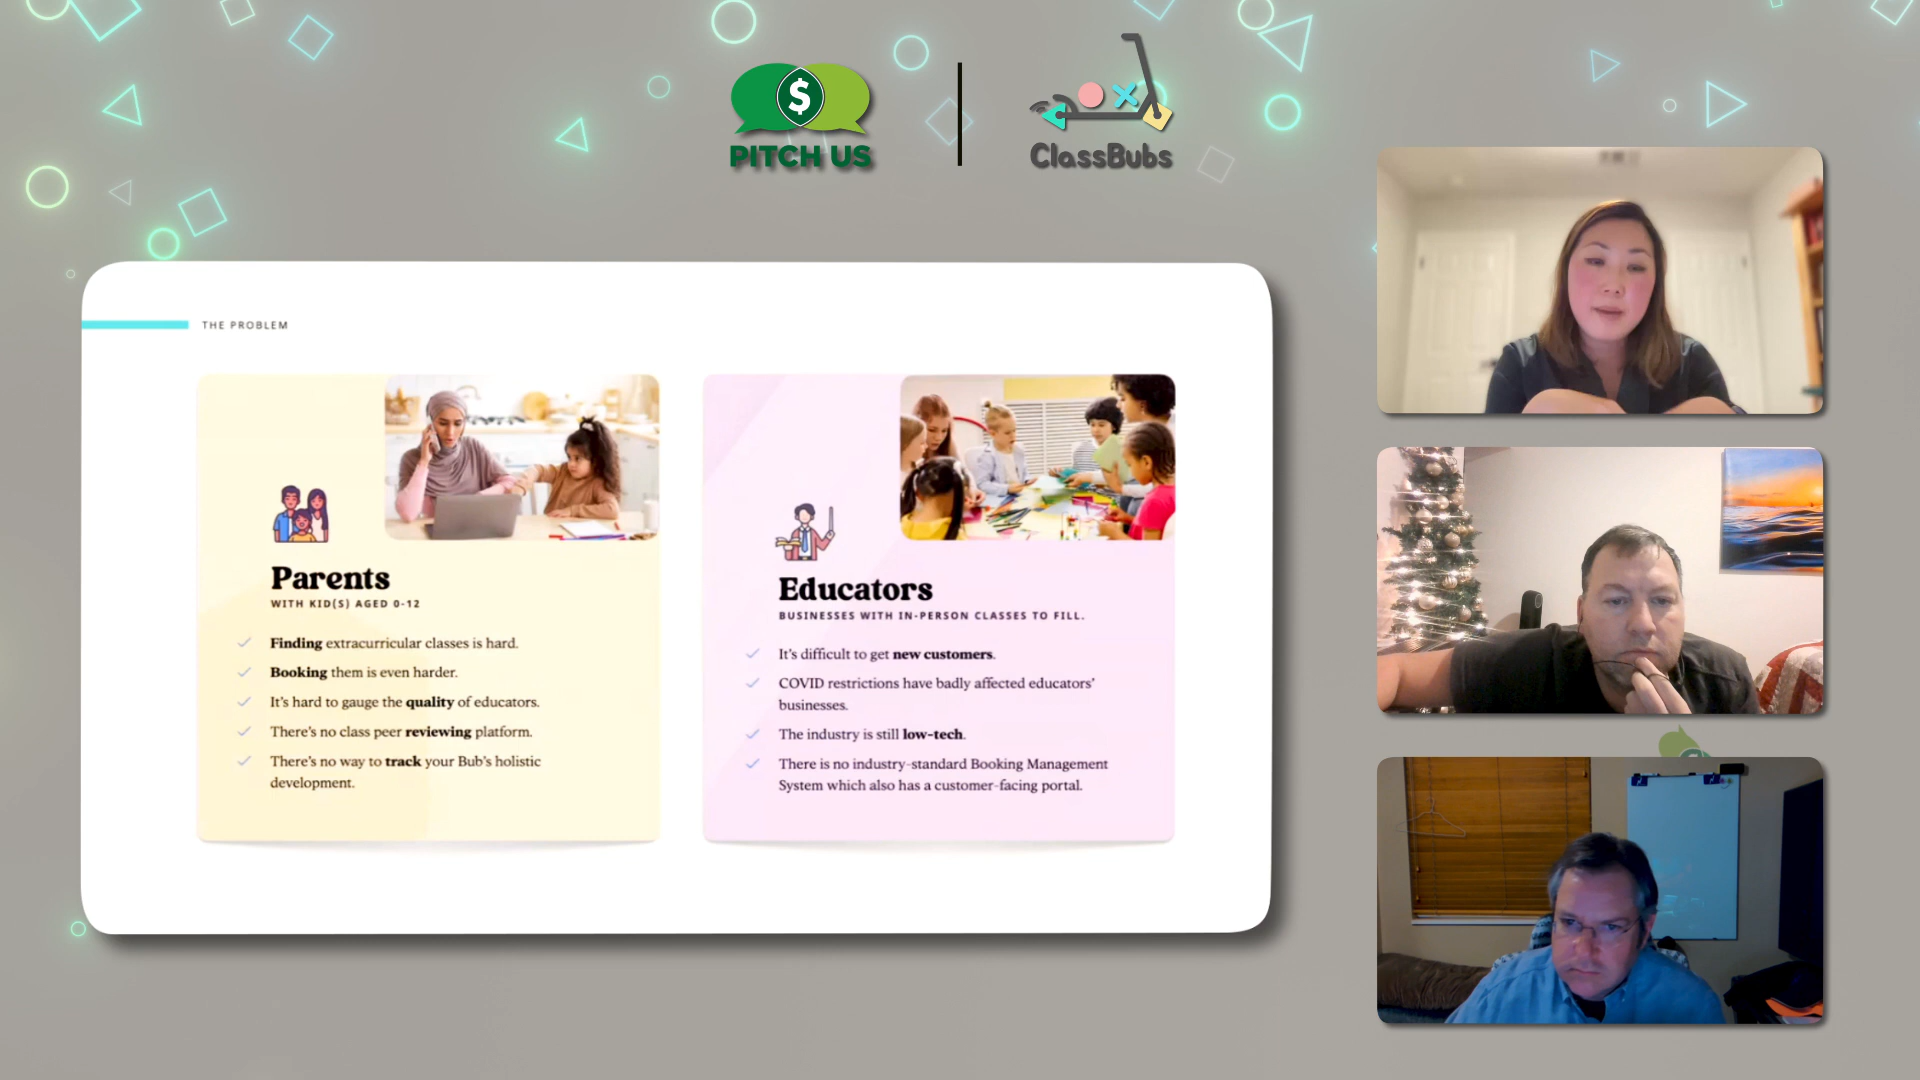 $
PITCH US
ClassBubs
THE PROBLEM
Parents
WITH KID(S) AGED 0-12
Finding extracurricular classes is hard.
Booking them is even harder.
It's hard to gauge the quality of educators.
There's no class peer reviewing platform.
There's no way to track your Bub's holistic
development.
Educators
BUSINESSES WITH IN-PERSON CLASSES TO FILL.
It's difficult to get new customers.
COVID restrictions have badly affected educators'
businesses.
The industry is still low-tech.
There is no industry-standard Booking Management
System which also has a customer-facing portal.